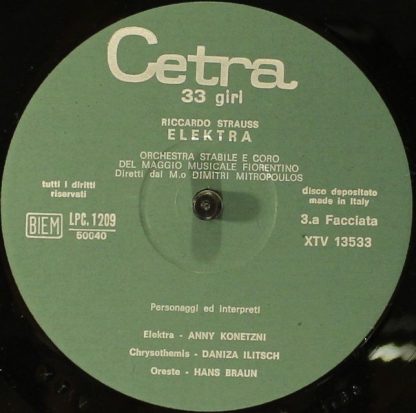 Cetra
33 giri
RICCARDO STRAUSS
ELEKTRA
ORCHESTRA STABILE E CORO
DEL MAGGIO MUSICALE FIORENTINO
Diretti dal M.o DIMITRI MITROPOULOS
tutti i diritti
riservati
disco depositato
made in Italy
BIEM
LPC. 1209
50040
3.a Facciata
XTV 13533
Personaggi ed interpreti
Elektra - ANNY KONETZNI
Chrysothemis - DANIZA ILITSCH
Oreste - HANS BRAUN